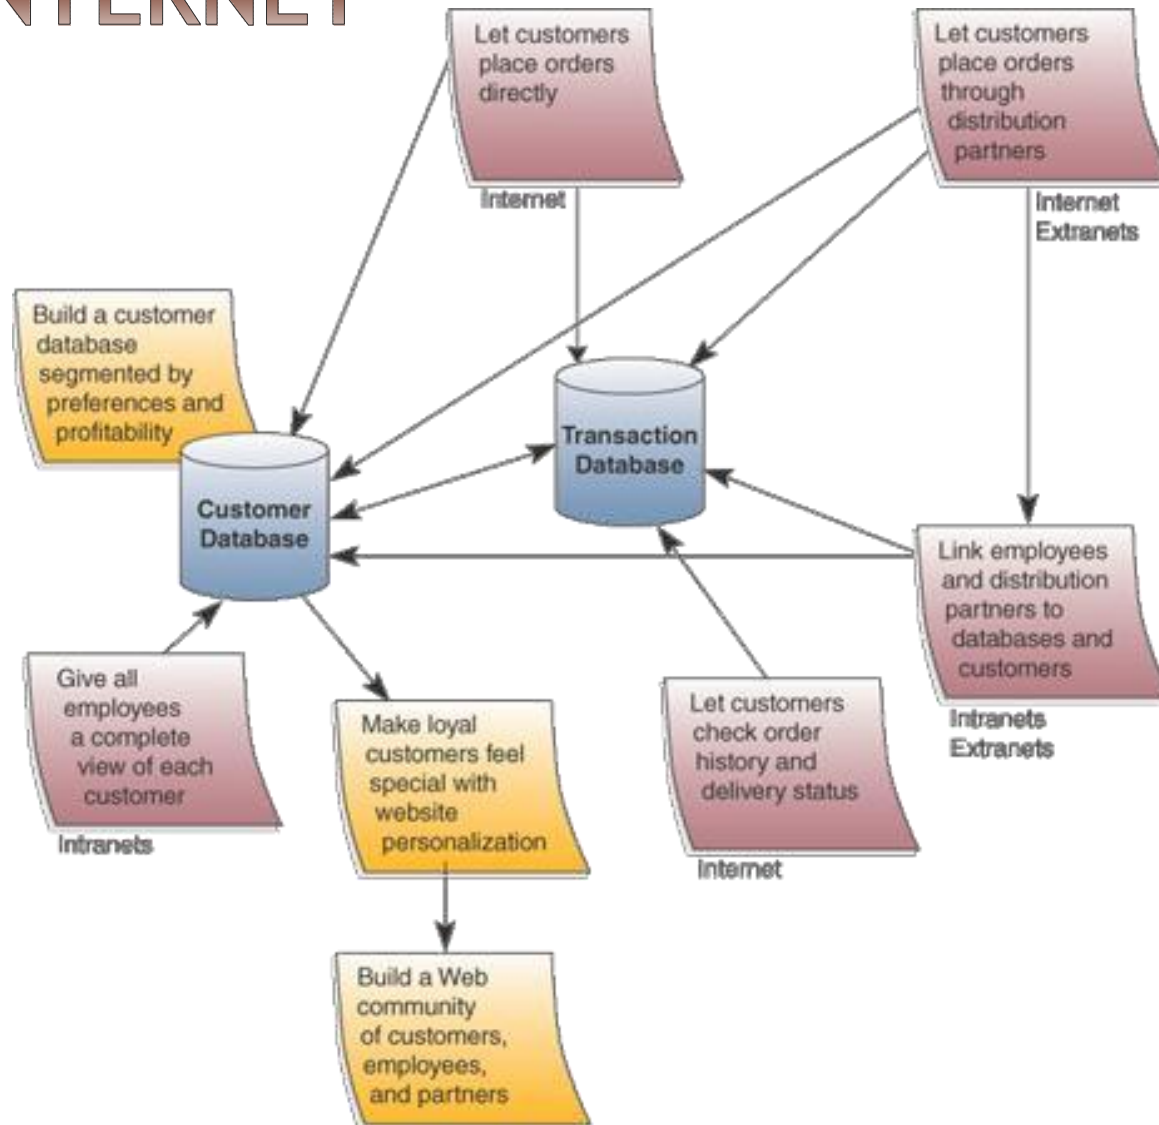 Let customers
place orders
directly
Internet
Let customers
place orders
through
distribution
partners
Internet
Extranets
Build a customer
database
segmented by
preferences and
profitability
Transaction
Database
Customer
Database
Link employees
and distribution
partners to
databases and
customers
Intranets
Extranets
Give all
employees
a complete
view of each
customer
Intranets
Make loyal
customers feel
special with
website
personalization
Let customers
check order
history and
delivery status
Internet
Build a Web
community
of customers,
employees,
and partners